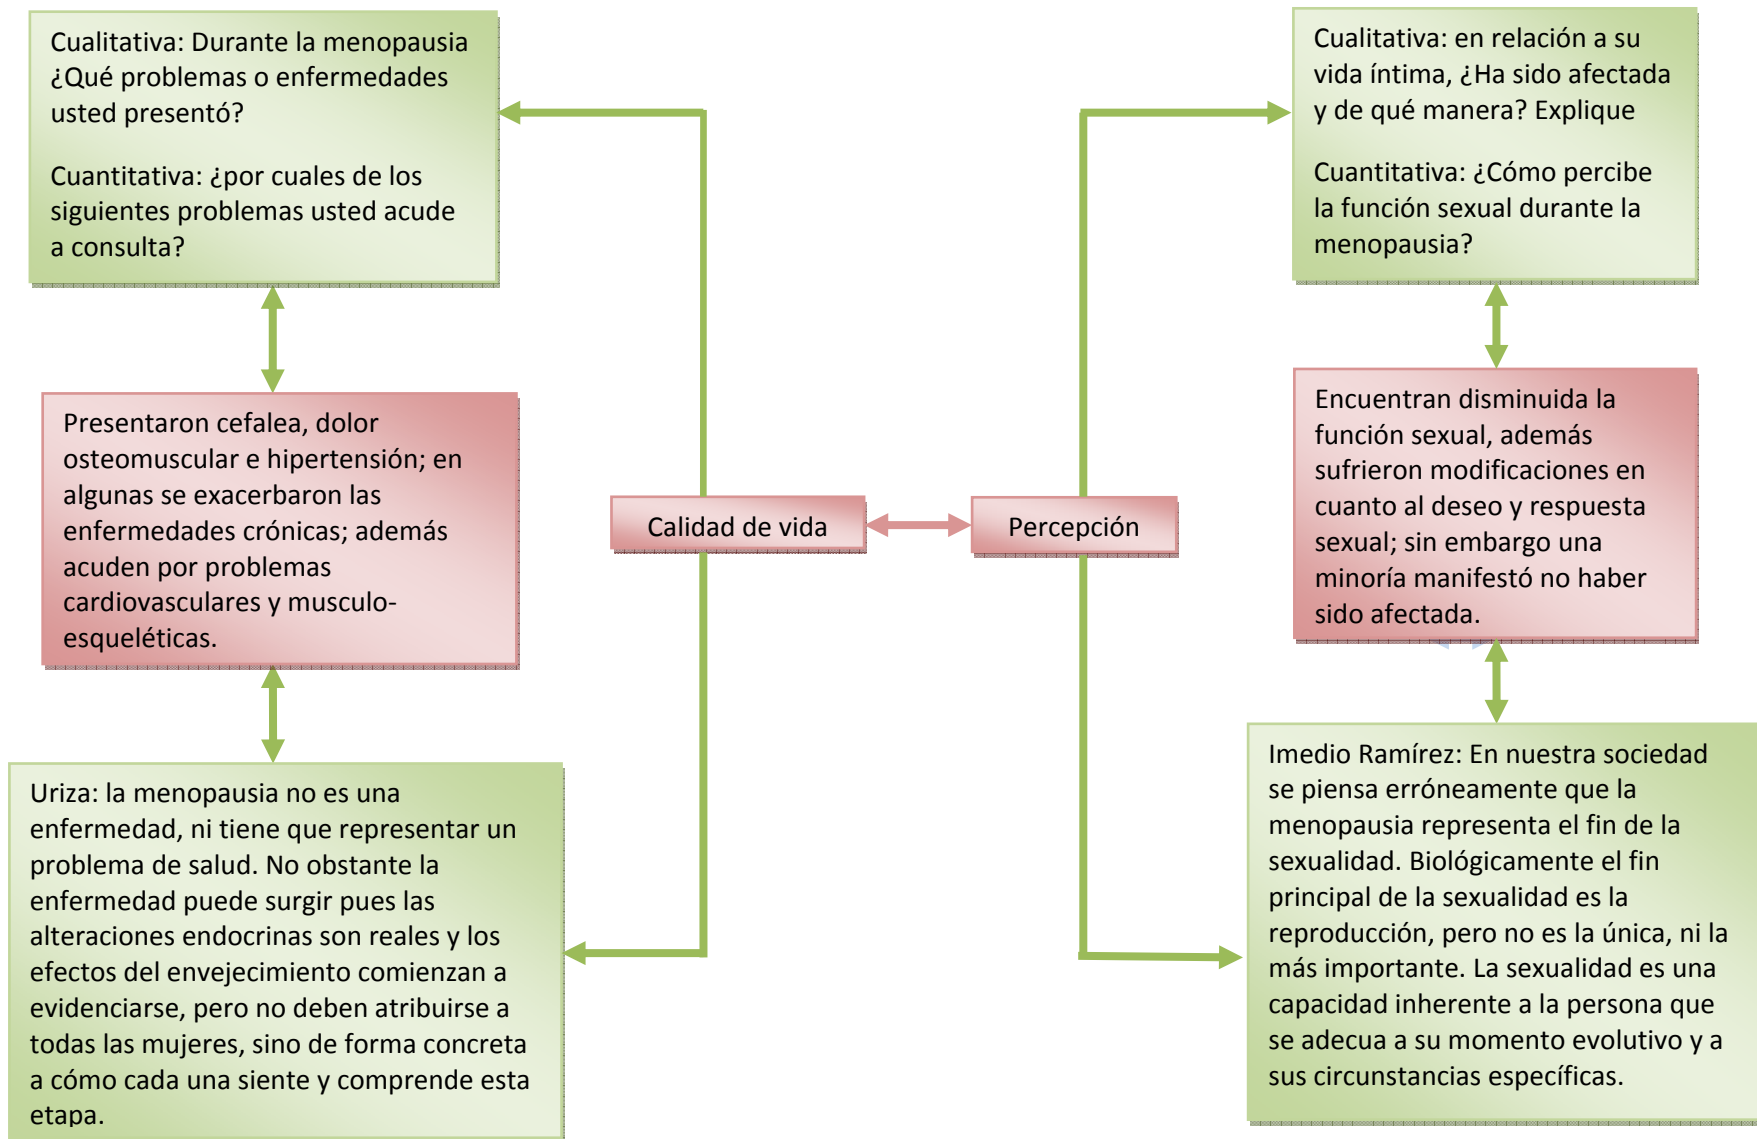 Cualitativa: Durante la menopausia
¿Qué problemas o enfermedades
usted presentó?
Cuantitativa: ¿por cuales de los
siguientes problemas usted acude
a consulta?
Presentaron cefalea, dolor
osteomuscular e hipertensión; en
algunas se exacerbaron las
enfermedades crónicas; además
acuden por problemas
cardiovasculares y musculo-
esqueléticas.
Uriza: la menopausia no es una
enfermedad, ni tiene que representar un
problema de salud. No obstante la
enfermedad puede surgir pues las
alteraciones endocrinas son reales y los
efectos del envejecimiento comienzan a
evidenciarse, pero no deben atribuirse a
todas las mujeres, sino de forma concreta
a cómo cada una siente y comprende esta
etapa.
Calidad de vida
Percepción
Cualitativa: en relación a su
vida íntima, ¿Ha sido afectada
y de qué manera? Explique
Cuantitativa: ¿Cómo percibe
la función sexual durante la
menopausia?
Encuentran disminuida la
función sexual, además
sufrieron modificaciones en
cuanto al deseo y respuesta
sexual; sin embargo una
minoría manifestó no haber
sido afectada.
Imedio Ramírez: En nuestra sociedad
se piensa erróneamente que la
menopausia representa el fin de la
sexualidad. Biológicamente el fin
principal de la sexualidad es la
reproducción, pero no es la única, ni la
más importante. La sexualidad es una
capacidad inherente a la persona que
se adecua a su momento evolutivo y a
sus circunstancias específicas.